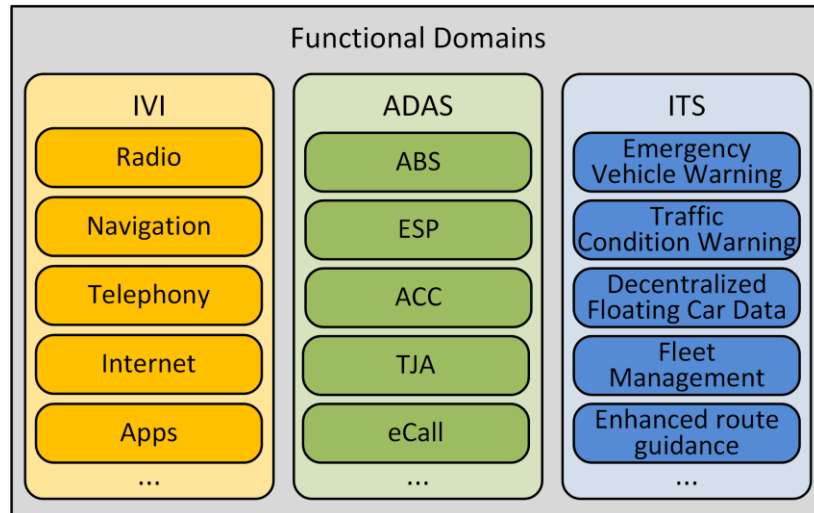 Functional Domains
IVI
Radio
Navigation
Telephony
Internet
Apps
...
ADAS
ABS
ESP
ACC
TJA
eCall
...
ITS
Emergency
Vehicle Warning
Traffic
Condition Warning
Decentralized
Floating Car Data
Fleet
Management
Enhanced route
guidance
...